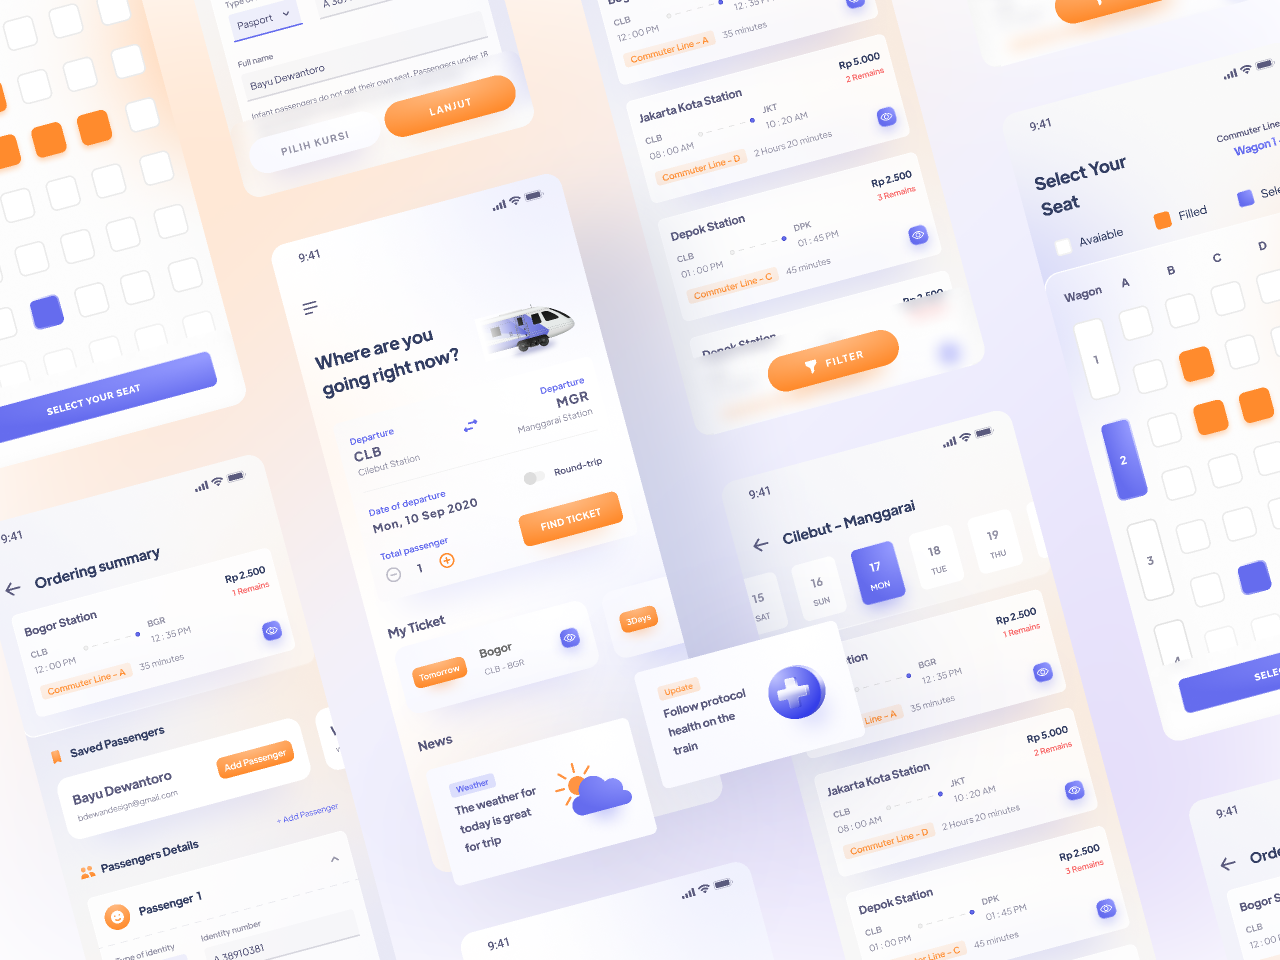 SELECT YOUR SEAT
Type of
Pasport
Full name
Bayu Dewantoro
Infant passengers do not get their own seat. Passengers under 18
PILIH KURSI
LANJUT
9:41
Ordering summary
Bogor Station
Rp 2.500
1 Remains
CLB
BGR
12 : 00 PM
12 : 35 PM
Commuter Line - A
35 minutes
Saved Passengers
Bayu Dewantoro
bdewandesign@gmail.com
Add Passenger
+ Add Passenger
Passengers Details
Passenger 1
Type of identity
Identity number
A 38910381
9:41
Where are you
going right now?
Departure
CLB
Cilebut Station
Departure
MGR
Manggarai Station
Date of departure
Mon, 10 Sep 2020
Round-trip
Total passenger
1
FIND TICKET
My Ticket
Tomorrow
Bogor
CLB - BGR
3Days
News
Weather
The weather for
today is great
for trip
Update
Follow protocol
health on the
train
9:41
CLB
12 : 00 PM
Commuter Line - A
35 minutes
Jakarta Kota Station
Rp 5.000
2 Remains
CLB
JKT
08 : 00 AM
10 : 20 AM
Commuter Line - D
2 Hours 20 minutes
Depok Station
Rp 2.500
3 Remains
CLB
DPK
01 : 00 PM
01 : 45 PM
Commuter Line - C
45 minutes
Depok Station
Rp 2.500
FILTER
9:41
Cilebut - Manggarai
15
SAT
16
SUN
17
MON
18
TUE
19
THU
tion
Rp 2.500
1 Remains
BGR
12 : 35 PM
Line - A
35 minutes
Jakarta Kota Station
Rp 5.000
2 Remains
CLB
JKT
08 : 00 AM
10 : 20 AM
Commuter Line - D
2 Hours 20 minutes
Depok Station
Rp 2.500
3 Remains
CLB
DPK
01 : 00 PM
01 : 45 PM
Commuter Line - C
45 minutes
9:41
Select Your
Seat
Commuter Line
Wagon 1 -
Avaiable
Filled
Sele
Wagon
A
B
C
D
1
2
3
4
SELEC
9:41
Orde
Bogor S
CLB
12 : 00